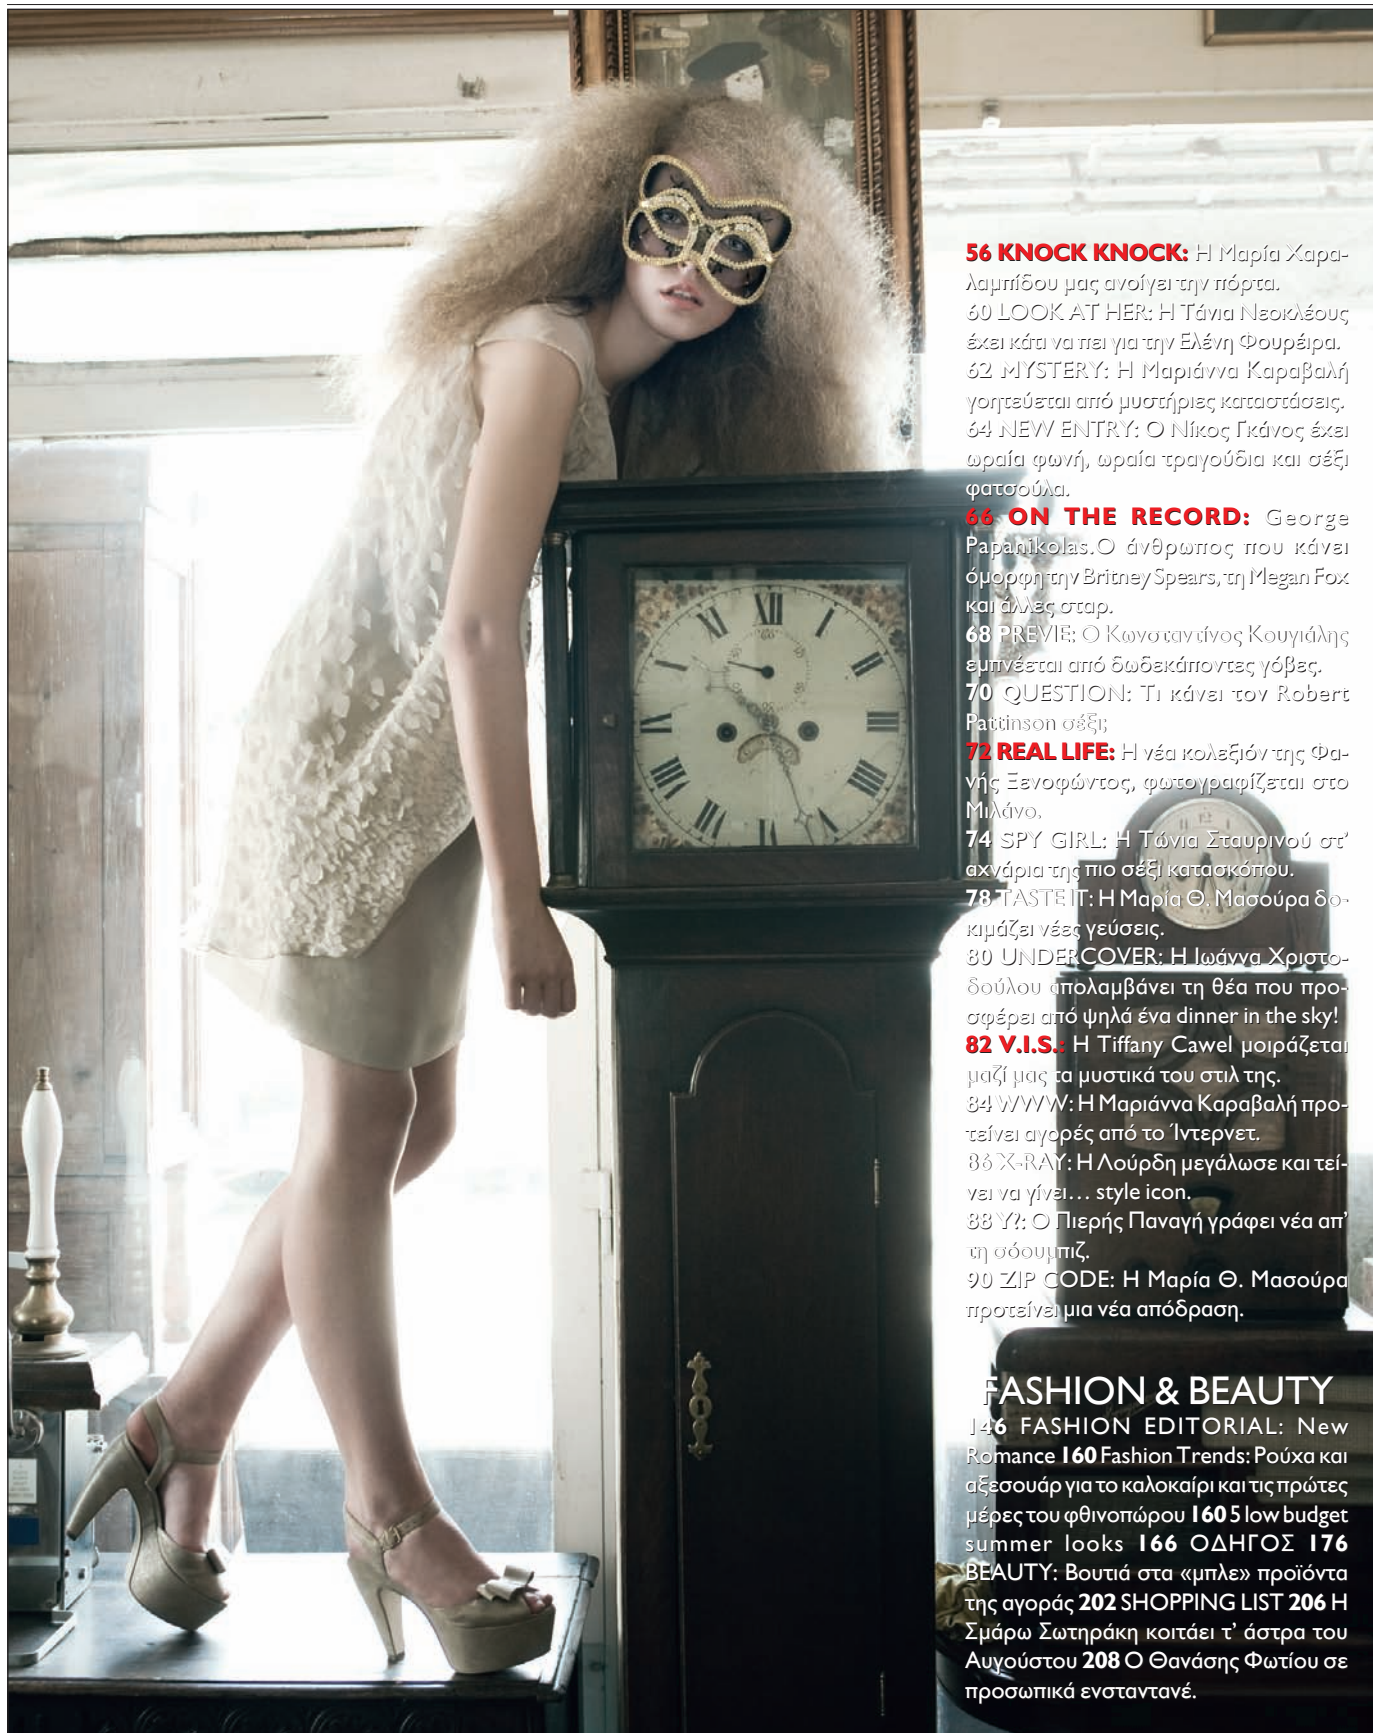 56 KNOCK KNOCK: Η Μαρία Χαρα-
λαμπίδου μας ανοίγει την πόρτα.
60 LOOK AT HER: Η Τάνια Νεοκλέους
έχει κάτι να πει για την Ελένη Φουρέιρα.
62 MYSTERY: Η Μαριάννα Καραβαλή
γοητεύεται από μυστήριες καταστάσεις.
64 NEW ENTRY: Ο Νίκος Γκάνος έχει
ωραία φωνή, ωραία τραγούδια και σέξι
φατσούλα.
66 ON THE RECORD: George
Papanikolas.Ο άνθρωπος που κάνει
όμορφη την Britney Spears, τη Megan Fox
και άλλες σταρ.
68 PREVIE: Ο Κωνσταντίνος Κουγιάλης
εμπνέεται από δωδεκάποντες γόβες.
70 QUESTION: Τι κάνει τον Robert
Pattinson σέξι;
72 REAL LIFE: Η νέα κολεξιόν της Φα-
νής Ξενοφώντος, φωτογραφίζεται στο
Μιλάνο.
74 SPY GIRL: Η Τώνια Σταυρινού στ’
αχνάρια της πιο σέξι κατασκόπου.
78 TASTE IT: Η Μαρία Θ. Μασούρα δο-
κιμάζει νέες γεύσεις.
80 UNDERCOVER: Η Ιωάννα Χριστο-
δούλου απολαμβάνει τη θέα που προ-
σφέρει από ψηλά ένα dinner in the sky!
82 V.I.S.: Η Tiffany Cawel μοιράζεται
μαζί μας τα μυστικά του στιλ της.
84 WWW: Η Μαριάννα Καραβαλή προ-
τείνει αγορές από το Ίντερνετ.
86 X-RAY: Η Λούρδη μεγάλωσε και τεί-
νει να γίνει… style icon.
88 Y?: Ο Πιερής Παναγή γράφει νέα απ’
τη σόουμπιζ.
90 ZIP CODE: Η Μαρία Θ. Μασούρα
προτείνει μια νέα απόδραση.
FASHION & BEAUTY
146 FASHION EDITORIAL: New
Romance 160 Fashion Trends: Ρούχα και
αξεσουάρ για το καλοκαίρι και τις πρώτες
μέρες του φθινοπώρου 160 5 low budget
summer looks 166 ΟΔΗΓΟΣ 176
BEAUTY: Βουτιά στα «μπλε» προϊόντα
της αγοράς 202 SHOPPING LIST 206 Η
Σμάρω Σωτηράκη κοιτάει τ’ άστρα του
Αυγούστου 208 Ο Θανάσης Φωτίου σε
προσωπικά ενσταντανέ.